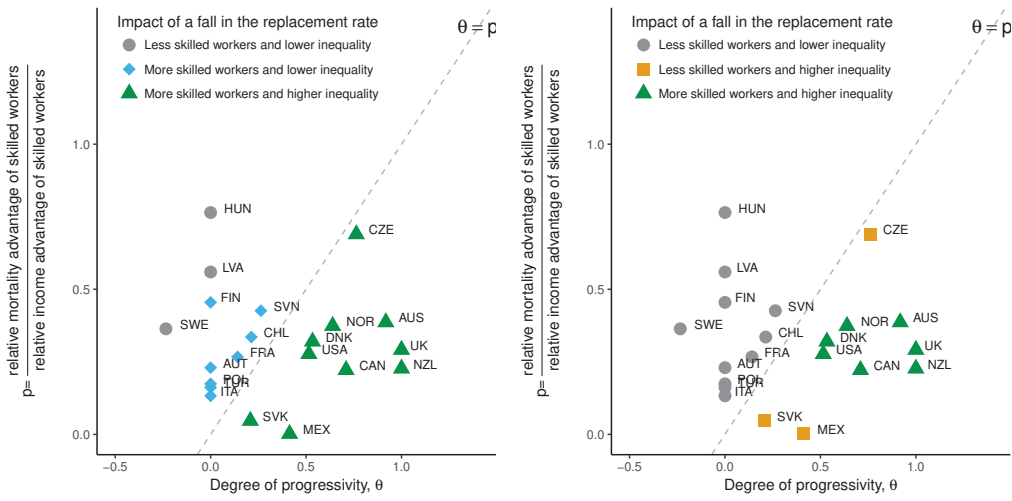 Impact of a fall in the replacement rate
Less skilled workers and lower inequality
More skilled workers and lower inequality
More skilled workers and higher inequality
θ = p
p=
relative mortality advantage of skilled workers
relative income advantage of skilled workers
1.0
0.5
0.0
HUN
CZE
LVA
FIN
SVN
SWE
NOR
AUS
CHL
DNK
UK
USA
FRA
AUT
CAN
NZL
POL
TUR
ITA
SVK
MEX
−0.5
0.0
0.5
1.0
Degree of progressivity, θ
Impact of a fall in the replacement rate
Less skilled workers and lower inequality
Less skilled workers and higher inequality
More skilled workers and higher inequality
θ = p
p=
relative mortality advantage of skilled workers
relative income advantage of skilled workers
1.0
0.5
0.0
HUN
CZE
LVA
FIN
SVN
SWE
NOR
AUS
CHL
DNK
UK
USA
FRA
AUT
CAN
NZL
POL
TUR
ITA
SVK
MEX
−0.5
0.0
0.5
1.0
Degree of progressivity, θ